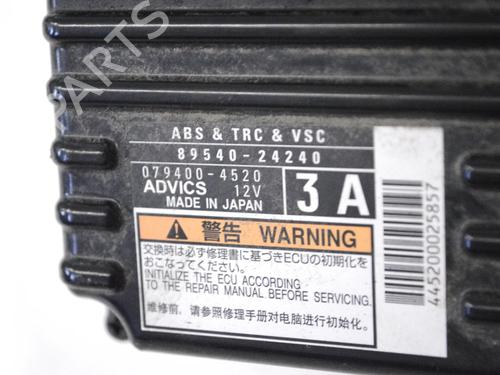 PARTS
ABS & TRC & VSC
89540-24240
079400-4520
ADVICS 12V
MADE IN JAPAN
3A
警告 WARNING
交換時は必ず修理書に基づきECUの初期化を
おこなってください。
INITIALIZE THE ECU ACCORDING
TO THE REPAIR MANUAL BEFORE SERVICING.
维修前，请参照修理手册对电脑进行初始化。
445200025857